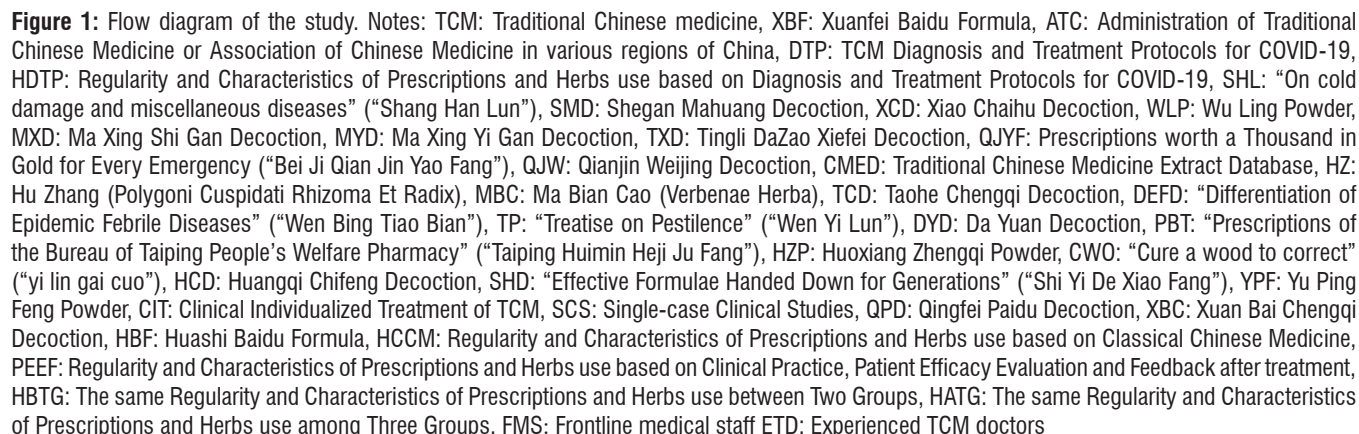 Figure 1: Flow diagram of the study. Notes: TCM: Traditional Chinese medicine, XBF: Xuanfei Baidu Formula, ATC: Administration of Traditional
Chinese Medicine or Association of Chinese Medicine in various regions of China, DTP: TCM Diagnosis and Treatment Protocols for COVID-19,
HDTP: Regularity and Characteristics of Prescriptions and Herbs use based on Diagnosis and Treatment Protocols for COVID-19, SHL: “On cold
damage and miscellaneous diseases” (“Shang Han Lun”), SMD: Shegan Mahuang Decoction, XCD: Xiao Chaihu Decoction, WLP: Wu Ling Powder,
MXD: Ma Xing Shi Gan Decoction, MYD: Ma Xing Yi Gan Decoction, TXD: Tingli DaZao Xiefei Decoction, QJYF: Prescriptions worth a Thousand in
Gold for Every Emergency (“Bei Ji Qian Jin Yao Fang”), QJW: Qianjin Weijing Decoction, CMED: Traditional Chinese Medicine Extract Database, HZ:
Hu Zhang (Polygoni Cuspidati Rhizoma Et Radix), MBC: Ma Bian Cao (Verbenae Herba), TCD: Taohe Chengqi Decoction, DEFD: “Differentiation of
Epidemic Febrile Diseases” (“Wen Bing Tiao Bian”), TP: “Treatise on Pestilence” (“Wen Yi Lun”), DYD: Da Yuan Decoction, PBT: “Prescriptions of
the Bureau of Taiping People’s Welfare Pharmacy” (“Taiping Huimin Heji Ju Fang”), HZP: Huoxiang Zhengqi Powder, CWO: “Cure a wood to correct”
(“yi lin gai cuo”), HCD: Huangqi Chifeng Decoction, SHD: “Effective Formulae Handed Down for Generations” (“Shi Yi De Xiao Fang”), YPF: Yu Ping
Feng Powder, CIT: Clinical Individualized Treatment of TCM, SCS: Single-case Clinical Studies, QPD: Qingfei Paidu Decoction, XBC: Xuan Bai Chengqi
Decoction, HBF: Huashi Baidu Formula, HCCM: Regularity and Characteristics of Prescriptions and Herbs use based on Classical Chinese Medicine,
PEEF: Regularity and Characteristics of Prescriptions and Herbs use based on Clinical Practice, Patient Efficacy Evaluation and Feedback after treatment,
HBTG: The same Regularity and Characteristics of Prescriptions and Herbs use between Two Groups, HATG: The same Regularity and Characteristics
of Prescriptions and Herbs use among Three Groups. FMS: Frontline medical staff ETD: Experienced TCM doctors